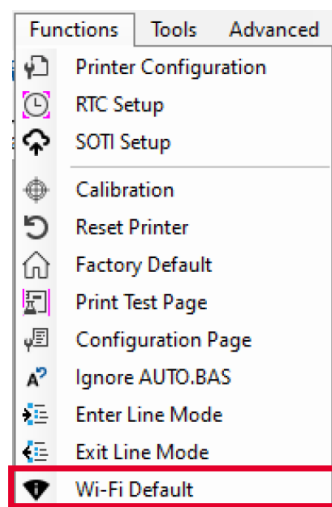 Functions Tools Advanced
Printer Configuration
RTC Setup
SOTI Setup
Calibration
Reset Printer
Factory Default
Print Test Page
Configuration Page
Ignore AUTO.BAS
Enter Line Mode
Exit Line Mode
Wi-Fi Default